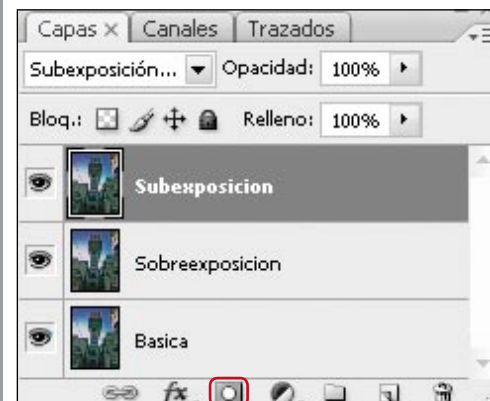 Capas × Canales Trazados
Subexposición... Opacidad: 100%
Bloq.: Relleno: 100%
Subexposicion
Sobreexposicion
Basica
fx.